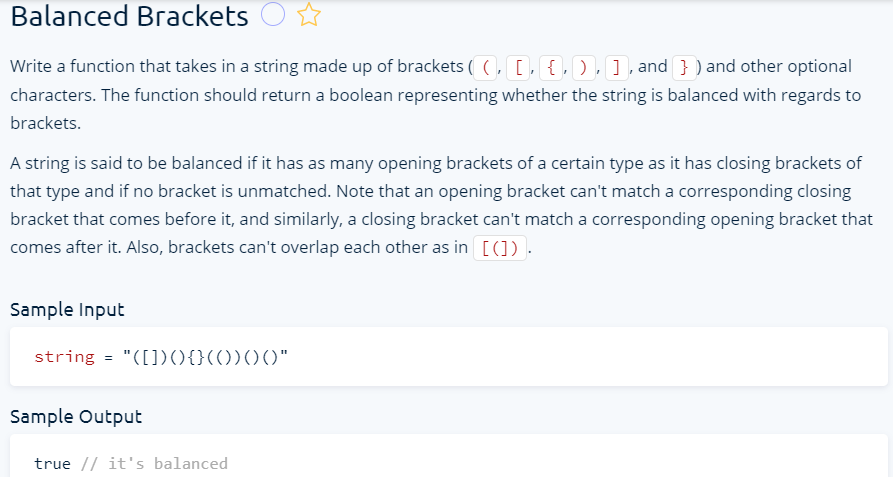 Balanced Brackets
Write a function that takes in a string made up of brackets ( (, [, {, ), ], and } ) and other optional
characters. The function should return a boolean representing whether the string is balanced with regards to
brackets.
A string is said to be balanced if it has as many opening brackets of a certain type as it has closing brackets of
that type and if no bracket is unmatched. Note that an opening bracket can't match a corresponding closing
bracket that comes before it, and similarly, a closing bracket can't match a corresponding opening bracket that
comes after it. Also, brackets can't overlap each other as in [(]).
Sample Input
string = "([])(){}(())()()"
Sample Output
true // it's balanced